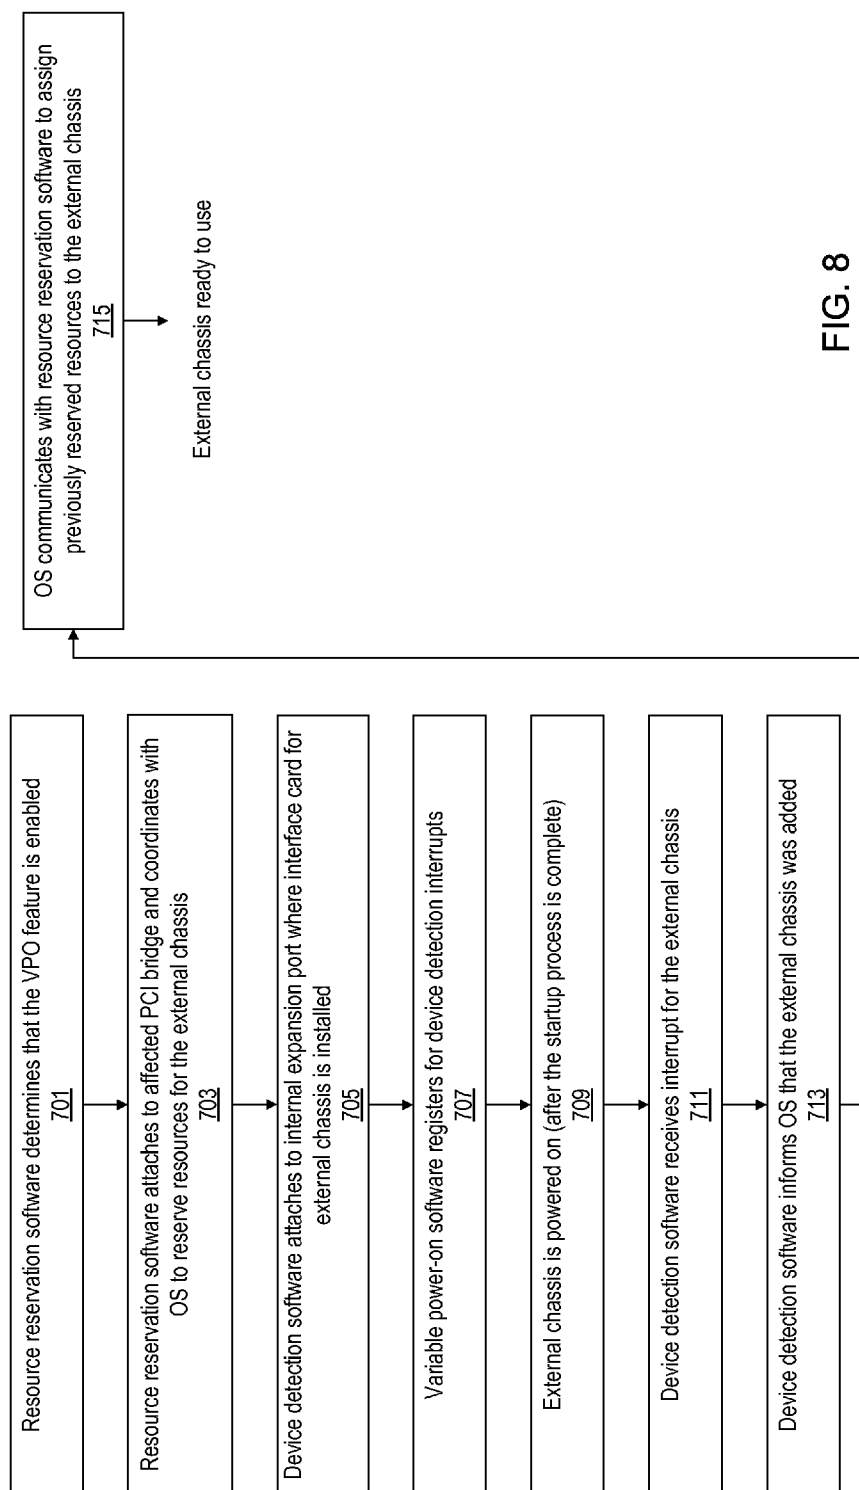 Resource reservation software determines that the VPO feature is enabled
701
Resource reservation software attaches to affected PCI bridge and coordinates with
OS to reserve resources for the external chassis
703
Device detection software attaches to internal expansion port where interface card for
external chassis is installed
705
Variable power-on software registers for device detection interrupts
707
External chassis is powered on (after the startup process is complete)
709
Device detection software receives interrupt for the external chassis
711
Device detection software informs OS that the external chassis was added
713
OS communicates with resource reservation software to assign
previously reserved resources to the external chassis
715
External chassis ready to use
FIG. 8